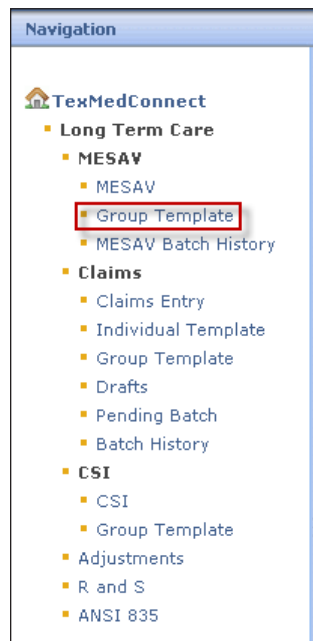 Navigation
TexMedConnect
Long Term Care
MESAV
MESAV
Group Template
MESAV Batch History
Claims
Claims Entry
Individual Template
Group Template
Drafts
Pending Batch
Batch History
CSI
CSI
Group Template
Adjustments
R and S
ANSI 835